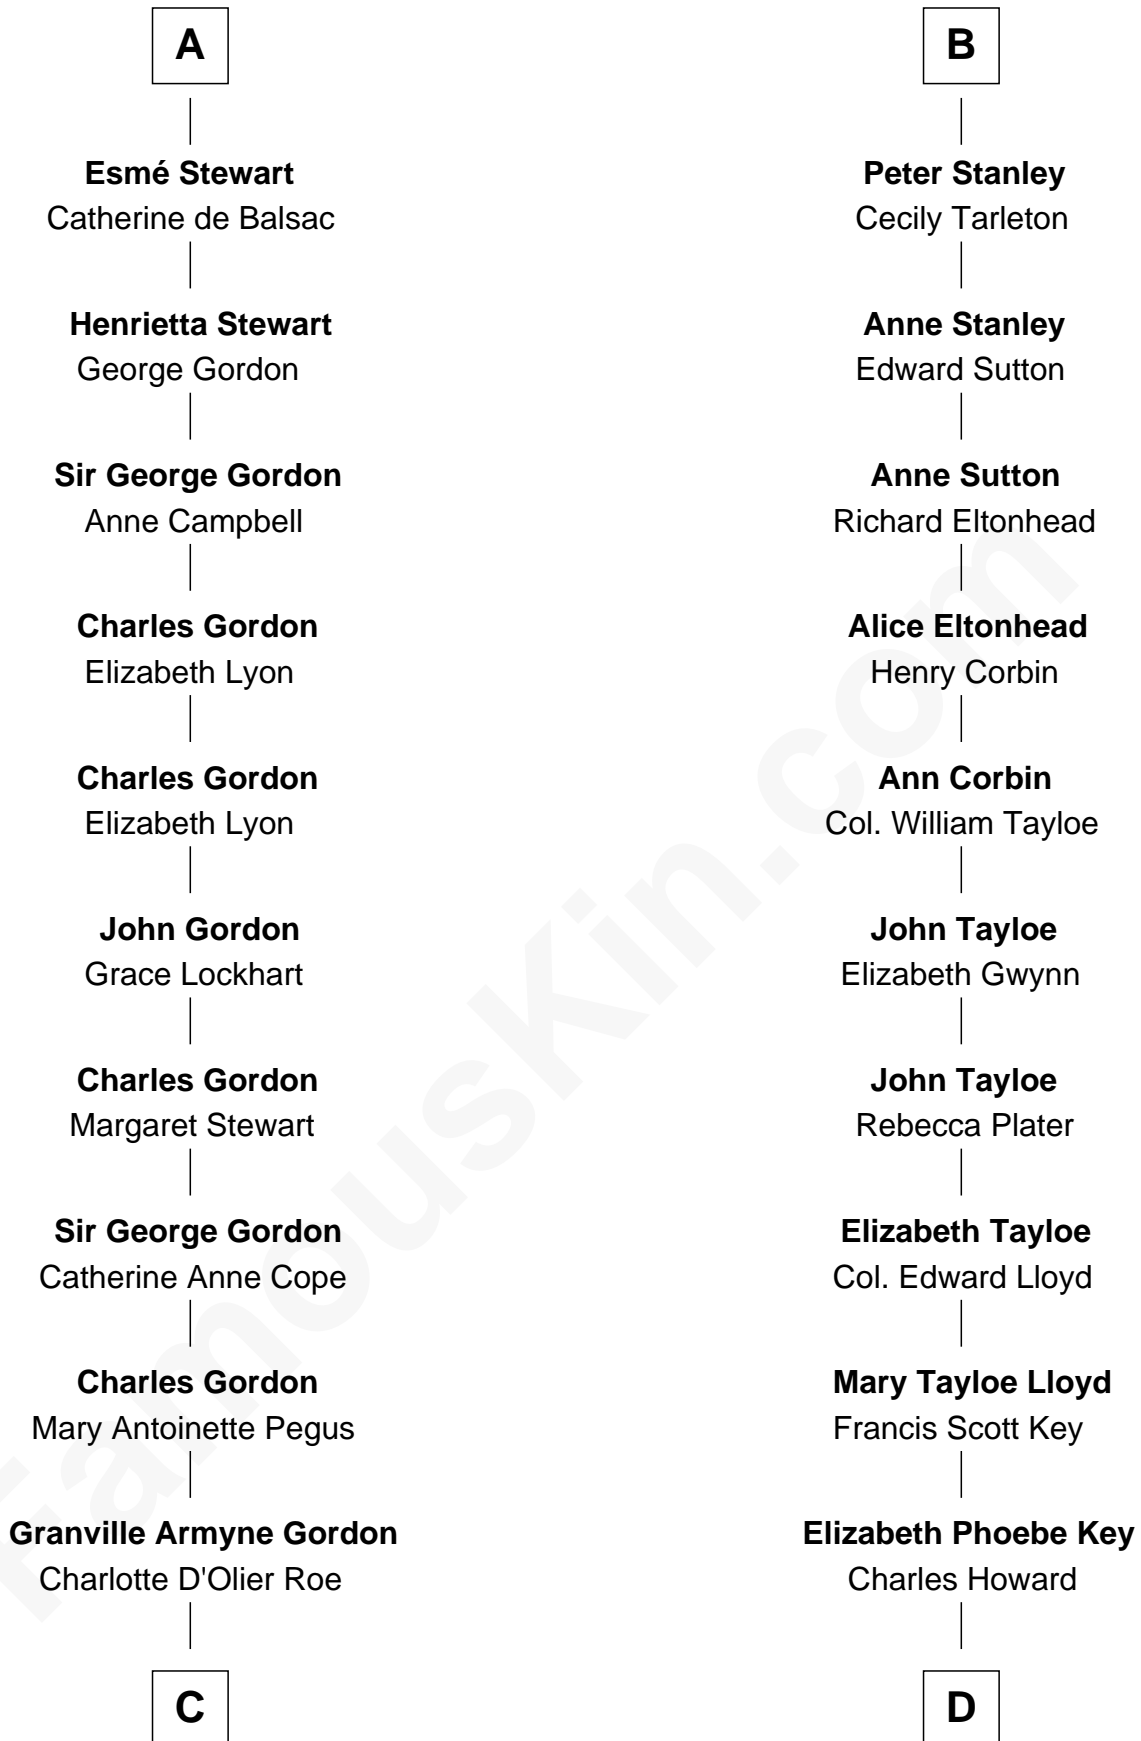 A
Esmé Stewart
Catherine de Balsac
Henrietta Stewart
George Gordon
Sir George Gordon
Anne Campbell
Charles Gordon
Elizabeth Lyon
Charles Gordon
Elizabeth Lyon
John Gordon
Grace Lockhart
Charles Gordon
Margaret Stewart
Sir George Gordon
Catherine Anne Cope
Charles Gordon
Mary Antoinette Pegus
Granville Armyne Gordon
Charlotte D'Olier Roe
C
B
Peter Stanley
Cecily Tarleton
Anne Stanley
Edward Sutton
Anne Sutton
Richard Eltonhead
Alice Eltonhead
Henry Corbin
Ann Corbin
Col. William Tayloe
John Tayloe
Elizabeth Gwynn
John Tayloe
Rebecca Plater
Elizabeth Tayloe
Col. Edward Lloyd
Mary Tayloe Lloyd
Francis Scott Key
Elizabeth Phoebe Key
Charles Howard
D
FamousKin.com